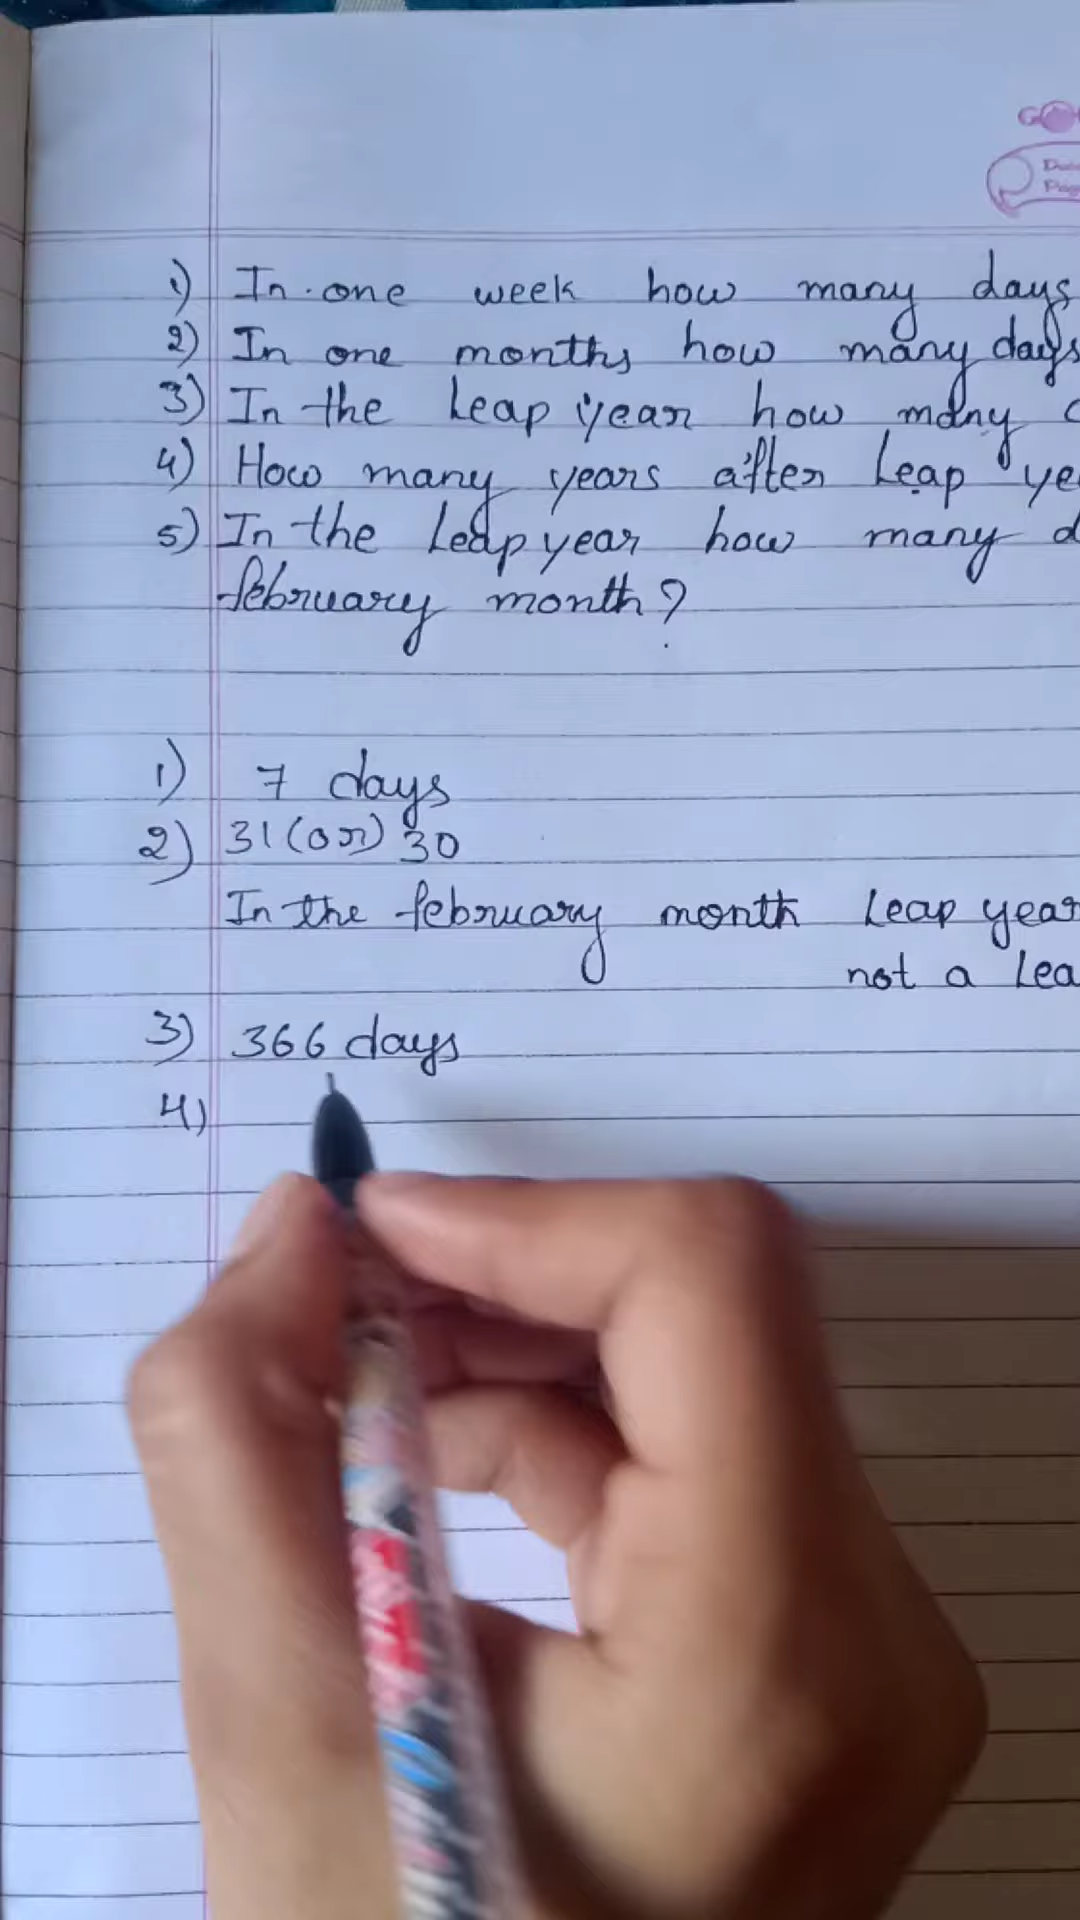 1) In one week how many days
2) In one months how many days
3) In the Leap year how many
4) How many years after Leap
5) In the Leap year how many
february month?
1) 7 days
2) 31 (or) 30
In the february month Leap year
not a
3) 366 days
4)